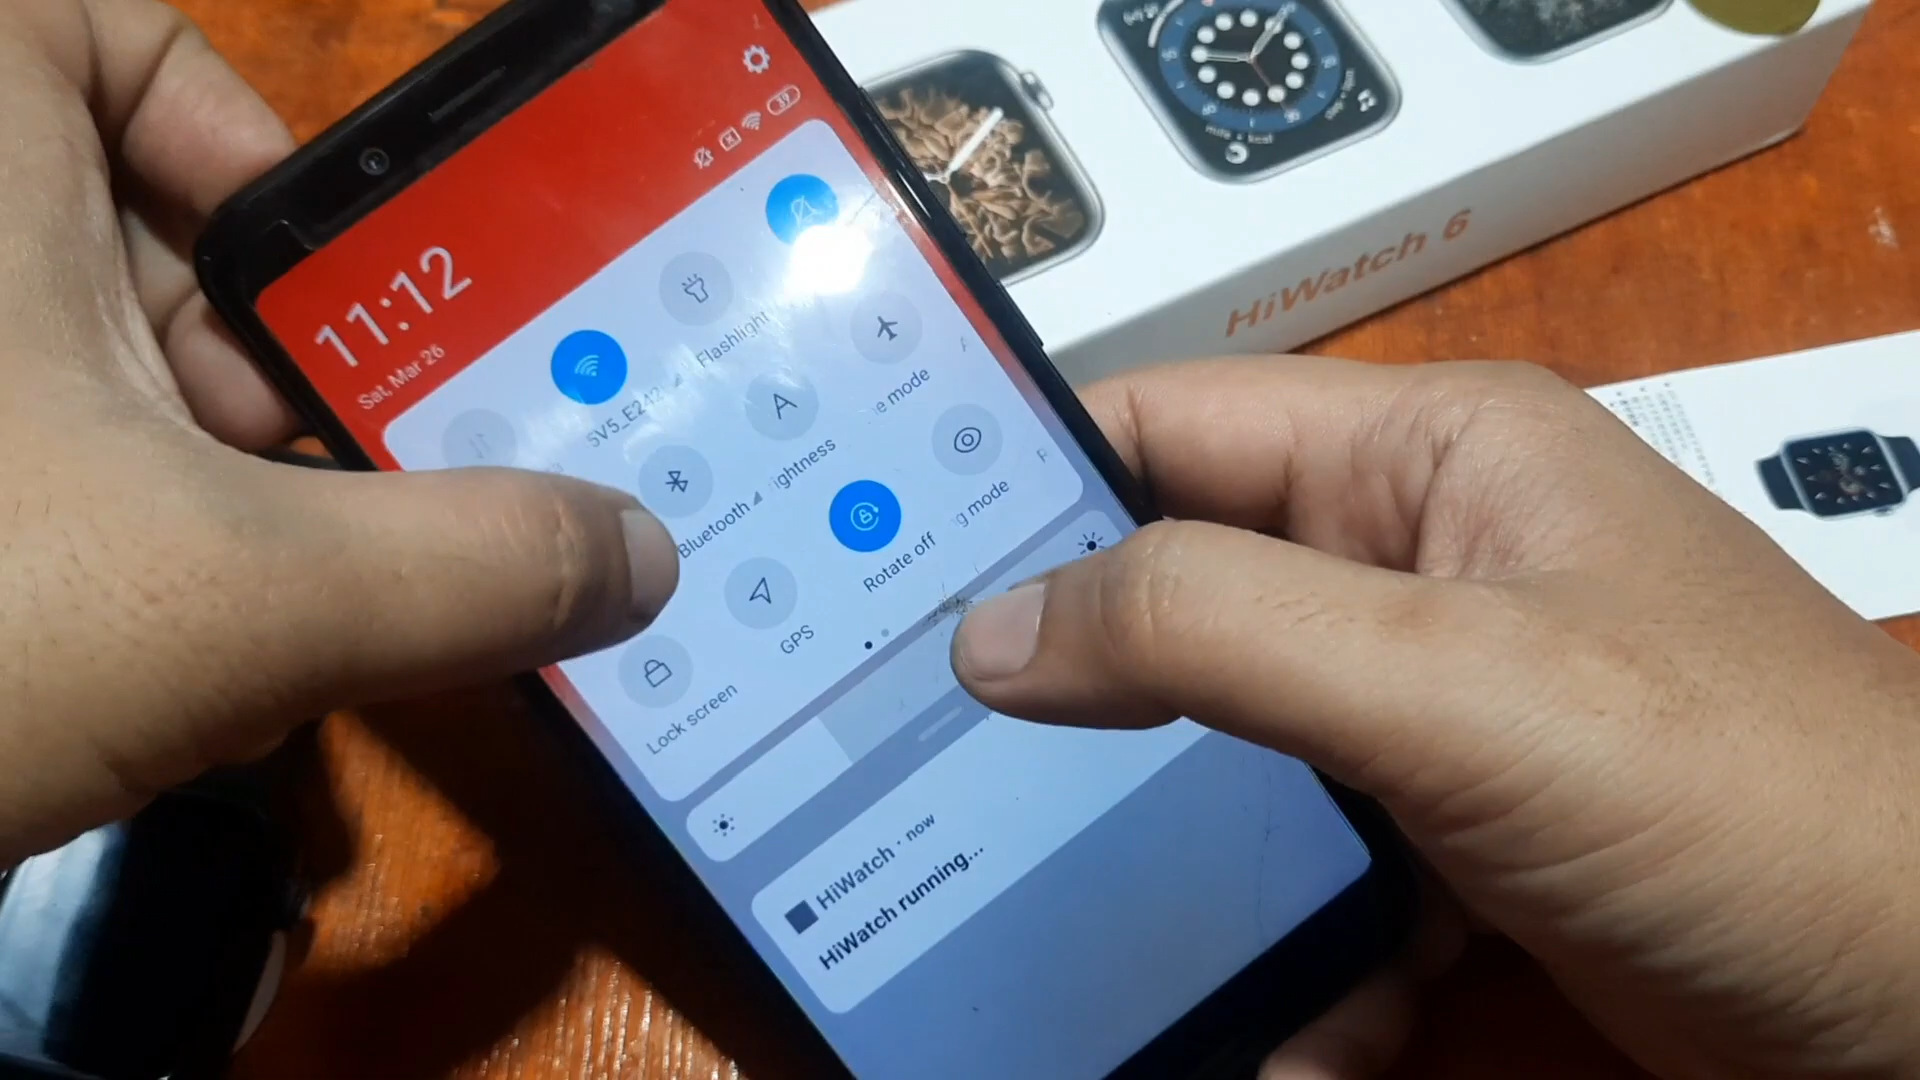 39
11:12
Sat, Mar 26
5V5_E242
Flashlight
Bluetooth
ightness
e mode
Lock screen
GPS
Rotate off
g mode
HiWatch · now
HiWatch running...
HiWatch 6